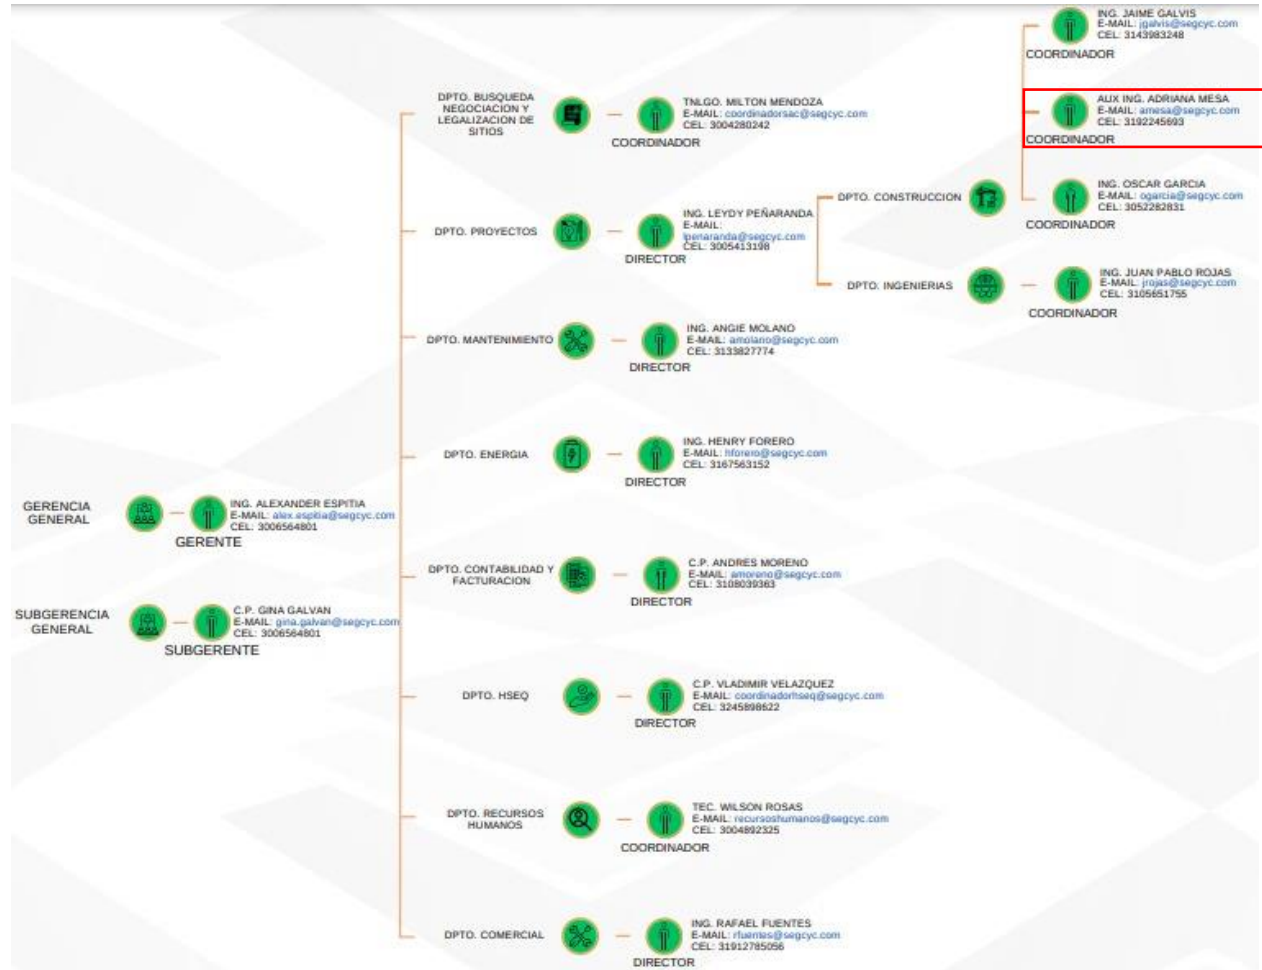 ING. JAIME GALVIS
E-MAIL: jgalvis@segcyc.com
CEL: 3143983248
COORDINADOR
AUX ING. ADRIANA MESA
E-MAIL: amesa@segcyc.com
CEL: 3192245693
COORDINADOR
ING. OSCAR GARCIA
E-MAIL: ogarcia@segcyc.com
CEL: 3052282831
COORDINADOR
DPTO. CONSTRUCCION
ING. JUAN PABLO ROJAS
E-MAIL: jrojas@segcyc.com
CEL: 3105651755
COORDINADOR
DPTO. INGENIERIAS
DPTO. BUSQUEDA
NEGOCIACION Y
LEGALIZACION DE
SITIOS
TNLGO. MILTON MENDOZA
E-MAIL: coordinadorsac@segcyc.com
CEL: 3004280242
COORDINADOR
DPTO. PROYECTOS
ING. LEYDY PEÑARANDA
E-MAIL:
lpenaranda@segcyc.com
CEL: 3005413198
DIRECTOR
DPTO. MANTENIMIENTO
ING. ANGIE MOLANO
E-MAIL: amolano@segcyc.com
CEL: 3133827774
DIRECTOR
DPTO. ENERGIA
ING. HENRY FORERO
E-MAIL: hforero@segcyc.com
CEL: 3167563152
DIRECTOR
GERENCIA
GENERAL
ING. ALEXANDER ESPITIA
E-MAIL: alex.espitia@segcyc.com
CEL: 3006564801
GERENTE
SUBGERENCIA
GENERAL
C.P. GINA GALVAN
E-MAIL: gina.galvan@segcyc.com
CEL: 3006564801
SUBGERENTE
DPTO. CONTABILIDAD Y
FACTURACION
C.P. ANDRES MORENO
E-MAIL: amoreno@segcyc.com
CEL: 3108039363
DIRECTOR
DPTO. HSEQ
C.P. VLADIMIR VELAZQUEZ
E-MAIL: coordinadorhseq@segcyc.com
CEL: 3245898622
DIRECTOR
DPTO. RECURSOS
HUMANOS
TEC. WILSON ROSAS
E-MAIL: recursoshumanos@segcyc.com
CEL: 3004892325
COORDINADOR
DPTO. COMERCIAL
ING. RAFAEL FUENTES
E-MAIL: rfuentes@segcyc.com
CEL: 31912785056
DIRECTOR